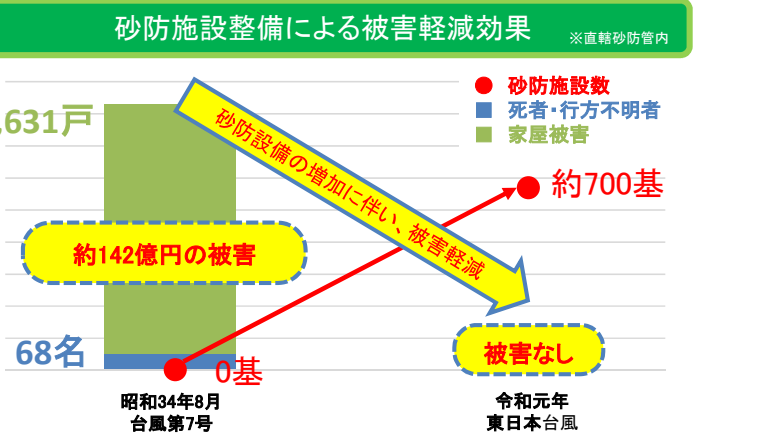 砂防施設整備による被害軽減効果 ※直轄砂防管内
砂防施設数
死者・行方不明者
家屋被害
,631戸
砂防設備の増加に伴い、被害軽減
約700基
約142億円の被害
68名
0基
被害なし
昭和34年8月
台風第7号
令和元年
東日本台風